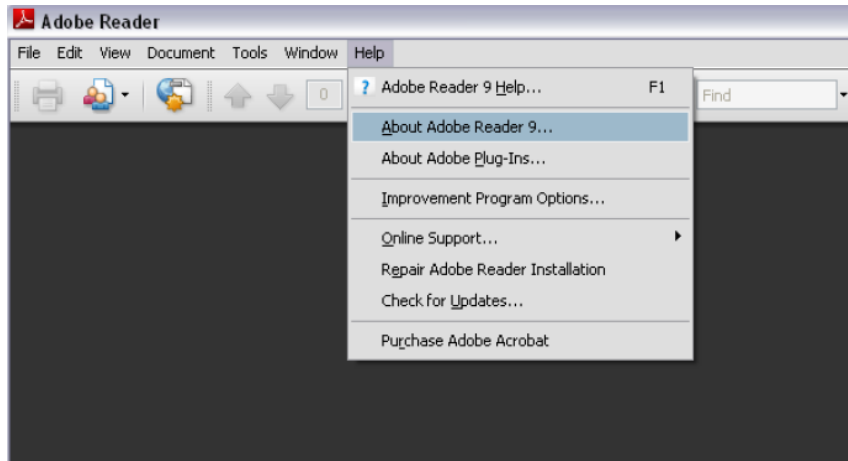 Adobe Reader
File Edit View Document Tools Window Help
0 Find
Adobe Reader 9 Help... F1
About Adobe Reader 9...
About Adobe Plug-Ins...
Improvement Program Options...
Online Support...
Repair Adobe Reader Installation
Check for Updates...
Purchase Adobe Acrobat